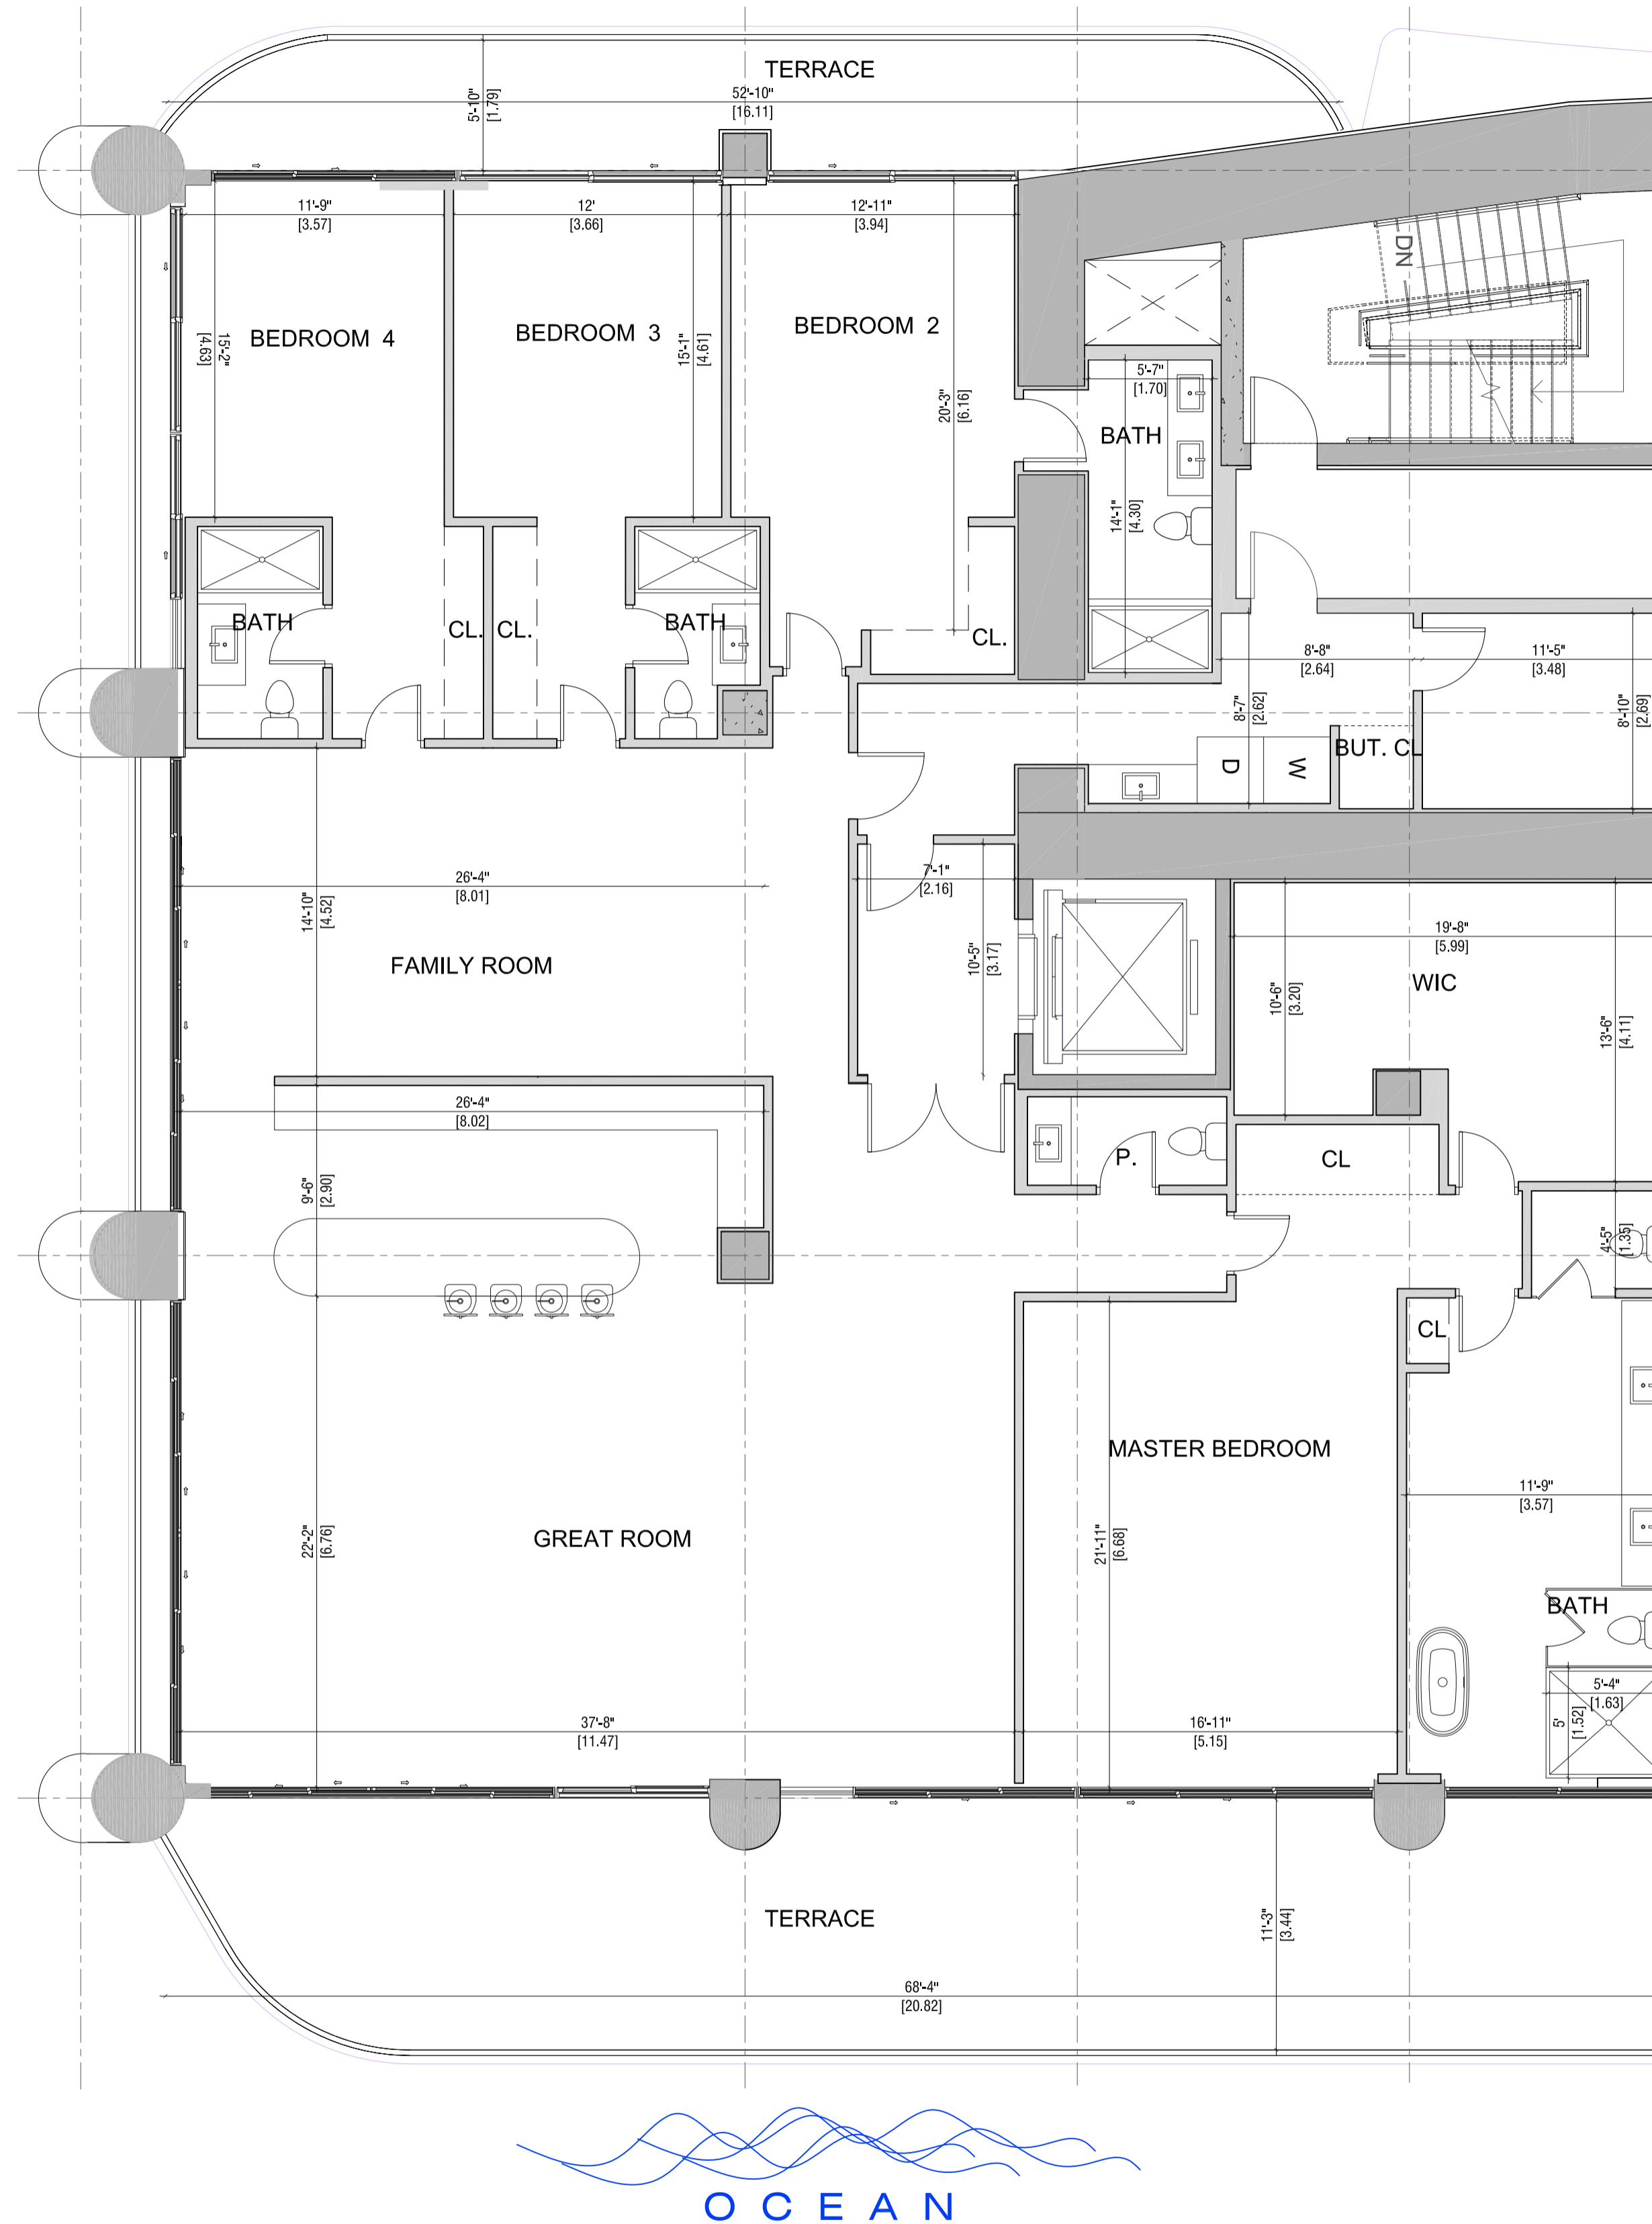 TERRACE
52'-10"
[16.11]
5'-10"
[1.79]
11'-9"
[3.57]
12'
[3.66]
12'-11"
[3.94]
DN
BEDROOM 4
BEDROOM 3
BEDROOM 2
15'-2"
[4.63]
15'-1"
[4.61]
20'-3"
[6.16]
5'-7"
[1.70]
BATH
14'-1"
[4.30]
BATH
CL.
CL.
BATH
CL.
8'-8"
[2.64]
11'-5"
[3.48]
8'-7"
[2.62]
8'-10"
[2.69]
BUT. CL
D
W
26'-4"
[8.01]
14'-10"
[4.52]
7'-1"
[2.16]
FAMILY ROOM
10'-5"
[3.17]
19'-8"
[5.99]
WIC
10'-6"
[3.20]
13'-6"
[4.11]
26'-4"
[8.02]
9'-6"
[2.90]
P.
CL
4'-5"
[1.35]
CL
MASTER BEDROOM
11'-9"
[3.57]
GREAT ROOM
22'-2"
[6.76]
21'-11"
[6.68]
BATH
5'-4"
[1.63]
5'
[1.52]
37'-8"
[11.47]
16'-11"
[5.15]
TERRACE
11'-3"
[3.44]
68'-4"
[20.82]
OCEAN